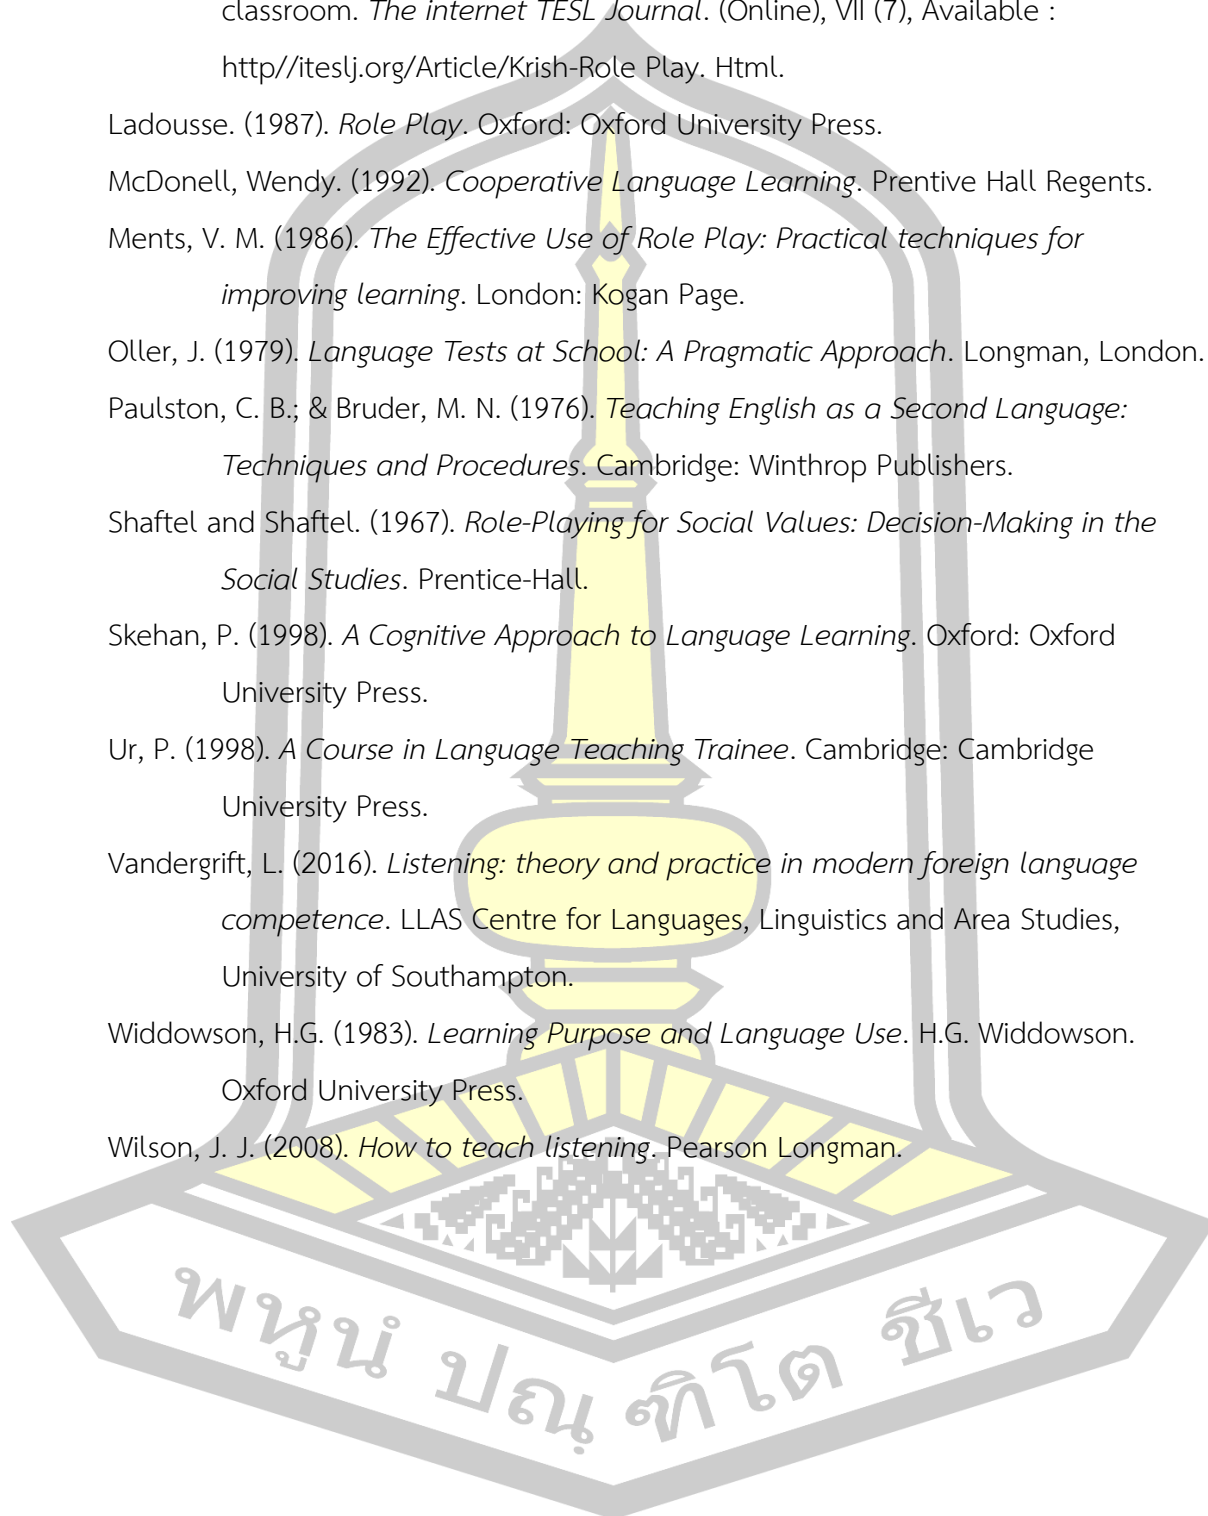 classroom. The internet TESL Journal. (Online), VII (7), Available :
http//iteslj.org/Article/Krish-Role Play. Html.
Ladousse. (1987). Role Play. Oxford: Oxford University Press.
McDonell, Wendy. (1992). Cooperative Language Learning. Prentive Hall Regents.
Ments, V. M. (1986). The Effective Use of Role Play: Practical techniques for
improving learning. London: Kogan Page.
Oller, J. (1979). Language Tests at School: A Pragmatic Approach. Longman, London.
Paulston, C. B.; & Bruder, M. N. (1976). Teaching English as a Second Language:
Techniques and Procedures. Cambridge: Winthrop Publishers.
Shaftel and Shaftel. (1967). Role-Playing for Social Values: Decision-Making in the
Social Studies. Prentice-Hall.
Skehan, P. (1998). A Cognitive Approach to Language Learning. Oxford: Oxford
University Press.
Ur, P. (1998). A Course in Language Teaching Trainee. Cambridge: Cambridge
University Press.
Vandergrift, L. (2016). Listening: theory and practice in modern foreign language
competence. LLAS Centre for Languages, Linguistics and Area Studies,
University of Southampton.
Widdowson, H.G. (1983). Learning Purpose and Language Use. H.G. Widdowson.
Oxford University Press.
Wilson, J. J. (2008). How to teach listening. Pearson Longman.
พหูนํ ปณฺฑิโต ชีเว